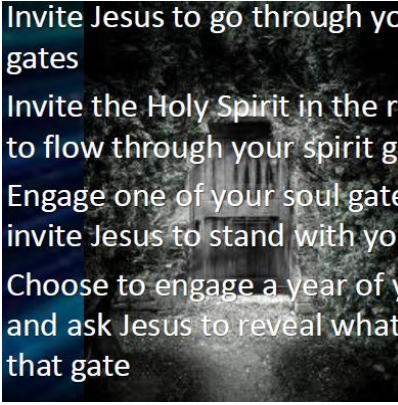 Invite Jesus to go through yo
gates
Invite the Holy Spirit in the r
to flow through your spirit g
Engage one of your soul gate
invite Jesus to stand with yo
Choose to engage a year of y
and ask Jesus to reveal what
that gate